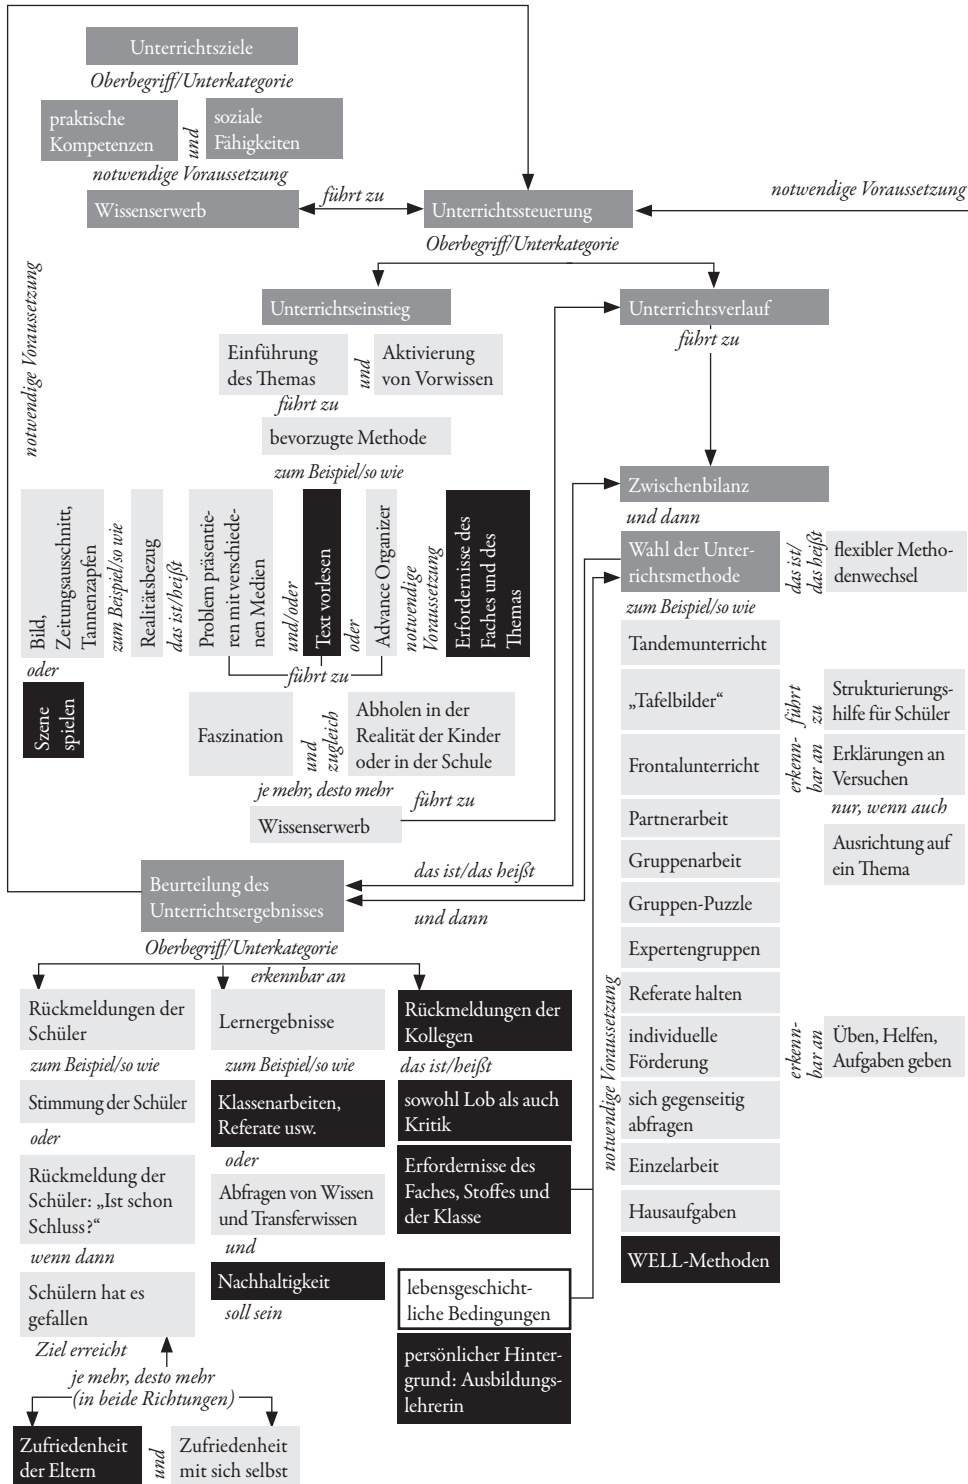 Unterrichtsziele
Oberbegriff/Unterkategorie
praktische
Kompetenzen
und
soziale
Fähigkeiten
notwendige Voraussetzung
Wissenserwerb
führt zu
Unterrichtssteuerung
notwendige Voraussetzung
Oberbegriff/Unterkategorie
notwendige Voraussetzung
Unterrichtseinstieg
Unterrichtsverlauf
führt zu
Einführung
des Themas
und
Aktivierung
von Vorwissen
führt zu
bevorzugte Methode
zum Beispiel/so wie
Bild,
Zeitungsausschnitt,
Tannenzapfen
zum Beispiel/so wie
Realitätsbezug
das ist/heißt
Problem präsentie-
ren mit verschiede-
nen Medien
und/oder
Text vorlesen
oder
Advance Organizer
notwendige
Voraussetzung
Erfordernisse des
Faches und des
Themas
oder
Szene
spielen
führt zu
Faszination
und
zugleich
Abholen in der
Realität der Kinder
oder in der Schule
je mehr, desto mehr
Wissenserwerb
führt zu
Zwischenbilanz
und dann
Wahl der Unter-
richtsmethode
das ist/
das heißt
flexibler Metho-
denwechsel
zum Beispiel/so wie
Tandemunterricht
„Tafelbilder“
führt
zu
Strukturierungs-
hilfe für Schüler
Frontalunterricht
erkenn-
bar an
Erklärungen an
Versuchen
nur, wenn auch
Ausrichtung auf
ein Thema
Partnerarbeit
Gruppenarbeit
Gruppen-Puzzle
Expertengruppen
Referate halten
individuelle
Förderung
erkenn-
bar an
Üben, Helfen,
Aufgaben geben
sich gegenseitig
abfragen
Einzelarbeit
Hausaufgaben
WELL-Methoden
notwendige Voraussetzung
Beurteilung des
Unterrichtsergebnisses
das ist/das heißt
und dann
Oberbegriff/Unterkategorie
erkennbar an
Rückmeldungen der
Schüler
zum Beispiel/so wie
Stimmung der Schüler
oder
Rückmeldung der
Schüler: „Ist schon
Schluss?“
wenn dann
Schülern hat es
gefallen
Ziel erreicht
je mehr, desto mehr
(in beide Richtungen)
Zufriedenheit
der Eltern
und
Zufriedenheit
mit sich selbst
Lernergebnisse
zum Beispiel/so wie
Klassenarbeiten,
Referate usw.
oder
Abfragen von Wissen
und Transferwissen
und
Nachhaltigkeit
soll sein
Rückmeldungen der
Kollegen
das ist/heißt
sowohl Lob als auch
Kritik
Erfordernisse des
Faches, Stoffes und
der Klasse
lebensgeschicht-
liche Bedingungen
persönlicher Hinter-
grund: Ausbildungs-
lehrerin